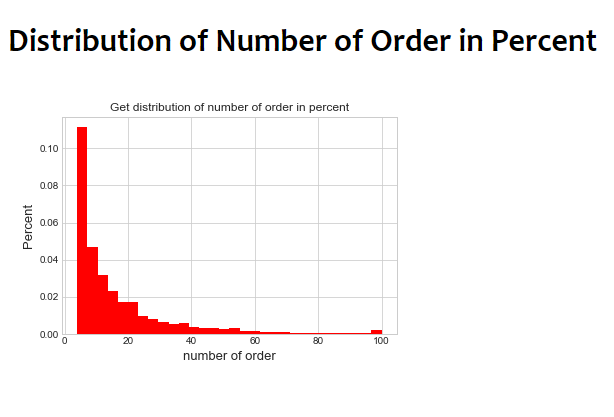 Distribution of Number of Order in Percent
Get distribution of number of order in percent
Percent
0.10
0.08
0.06
0.04
0.02
0.00
0 20 40 60 80 100
number of order